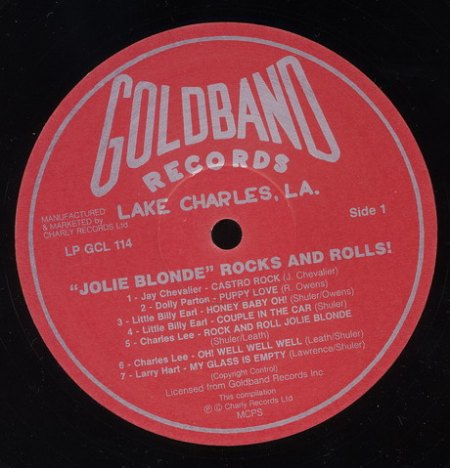 GOLDBAND
RECORDS
LAKE CHARLES, LA.
MANUFACTURED
& MARKETED by
CHARLY RECORDS Ltd.
LP GCL 114
Side 1
"JOLIE BLONDE" ROCKS AND ROLLS!
1 - Jay Chevalier - CASTRO ROCK (J. Chevalier)
2 - Dolly Parton - PUPPY LOVE (R. Owens)
3 - Little Billy Earl - HONEY BABY OH! (Shuler/Owens)
4 - Little Billy Earl - COUPLE IN THE CAR (Shuler)
5 - Charles Lee - ROCK AND ROLL JOLIE BLONDE
(Shuler/Leath)
6 - Charles Lee - OH! WELL WELL WELL (Leath/Shuler)
7 - Larry Hart - MY GLASS IS EMPTY (Lawrence/Shuler)
(Copyright Control)
Licensed from Goldband Records Inc
This compilation
℗ © Charly Records Ltd
MCPS